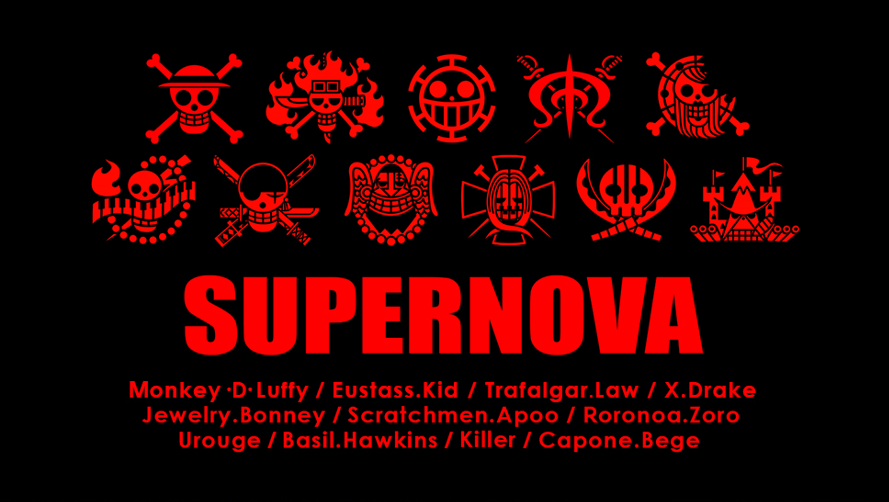 SUPERNOVA
Monkey ·D· Luffy / Eustass.Kid / Trafalgar.Law / X.Drake
Jewelry.Bonney / Scratchmen.Apoo / Roronoa.Zoro
Urouge / Basil.Hawkins / Killer / Capone.Bege